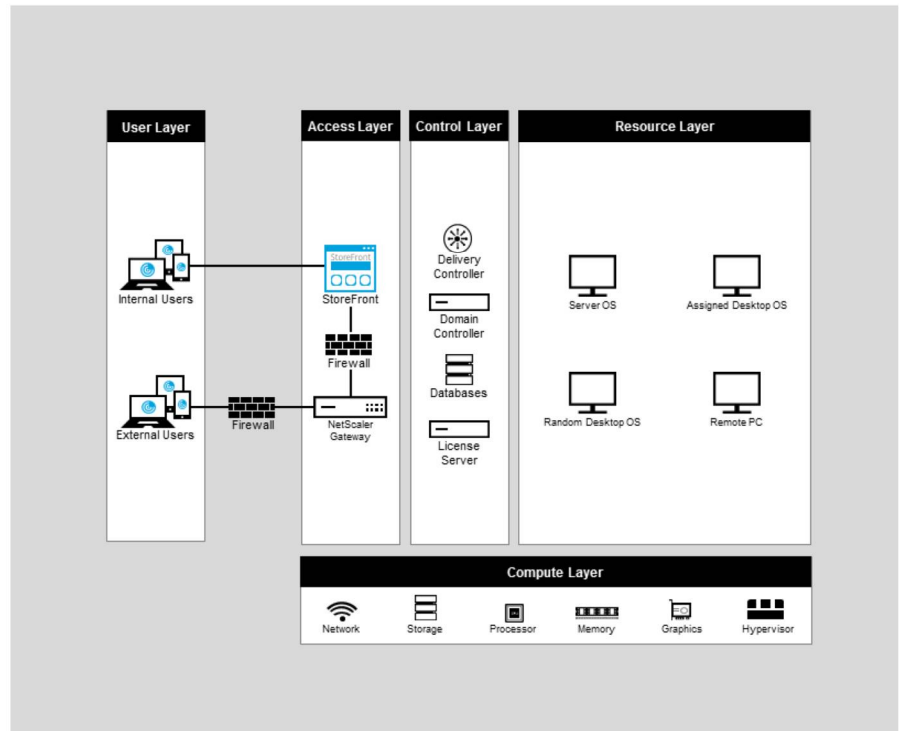 User Layer
Internal Users
External Users
Firewall
Access Layer
StoreFront
StoreFront
Firewall
NetScaler
Gateway
Control Layer
Delivery
Controller
Domain
Controller
Databases
License
Server
Resource Layer
Server OS
Assigned Desktop OS
Random Desktop OS
Remote PC
Compute Layer
Network
Storage
Processor
Memory
Graphics
Hypervisor